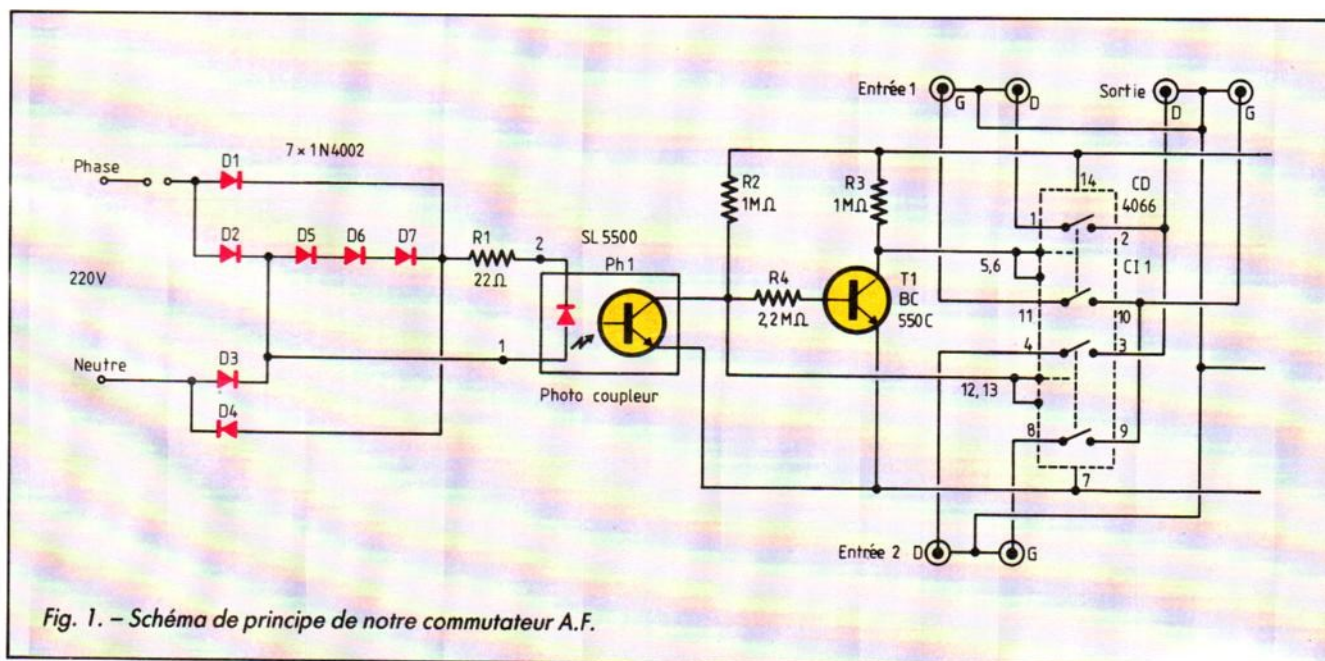 Entrée 1
G
D
Sortie
D
G
7 × 1N4002
Phase
D1
D2
D5
D6
D7
R1
22Ω
2
SL 5500
Ph 1
220V
1
Photo coupleur
Neutre
D3
D4
R2
1MΩ
R3
1MΩ
R4
2,2MΩ
T1
BC
550C
14
CD
4066
1
2
5,6
CI 1
11
10
4
3
12,13
8
9
7
Entrée 2
D
G
Fig. 1. – Schéma de principe de notre commutateur A.F.